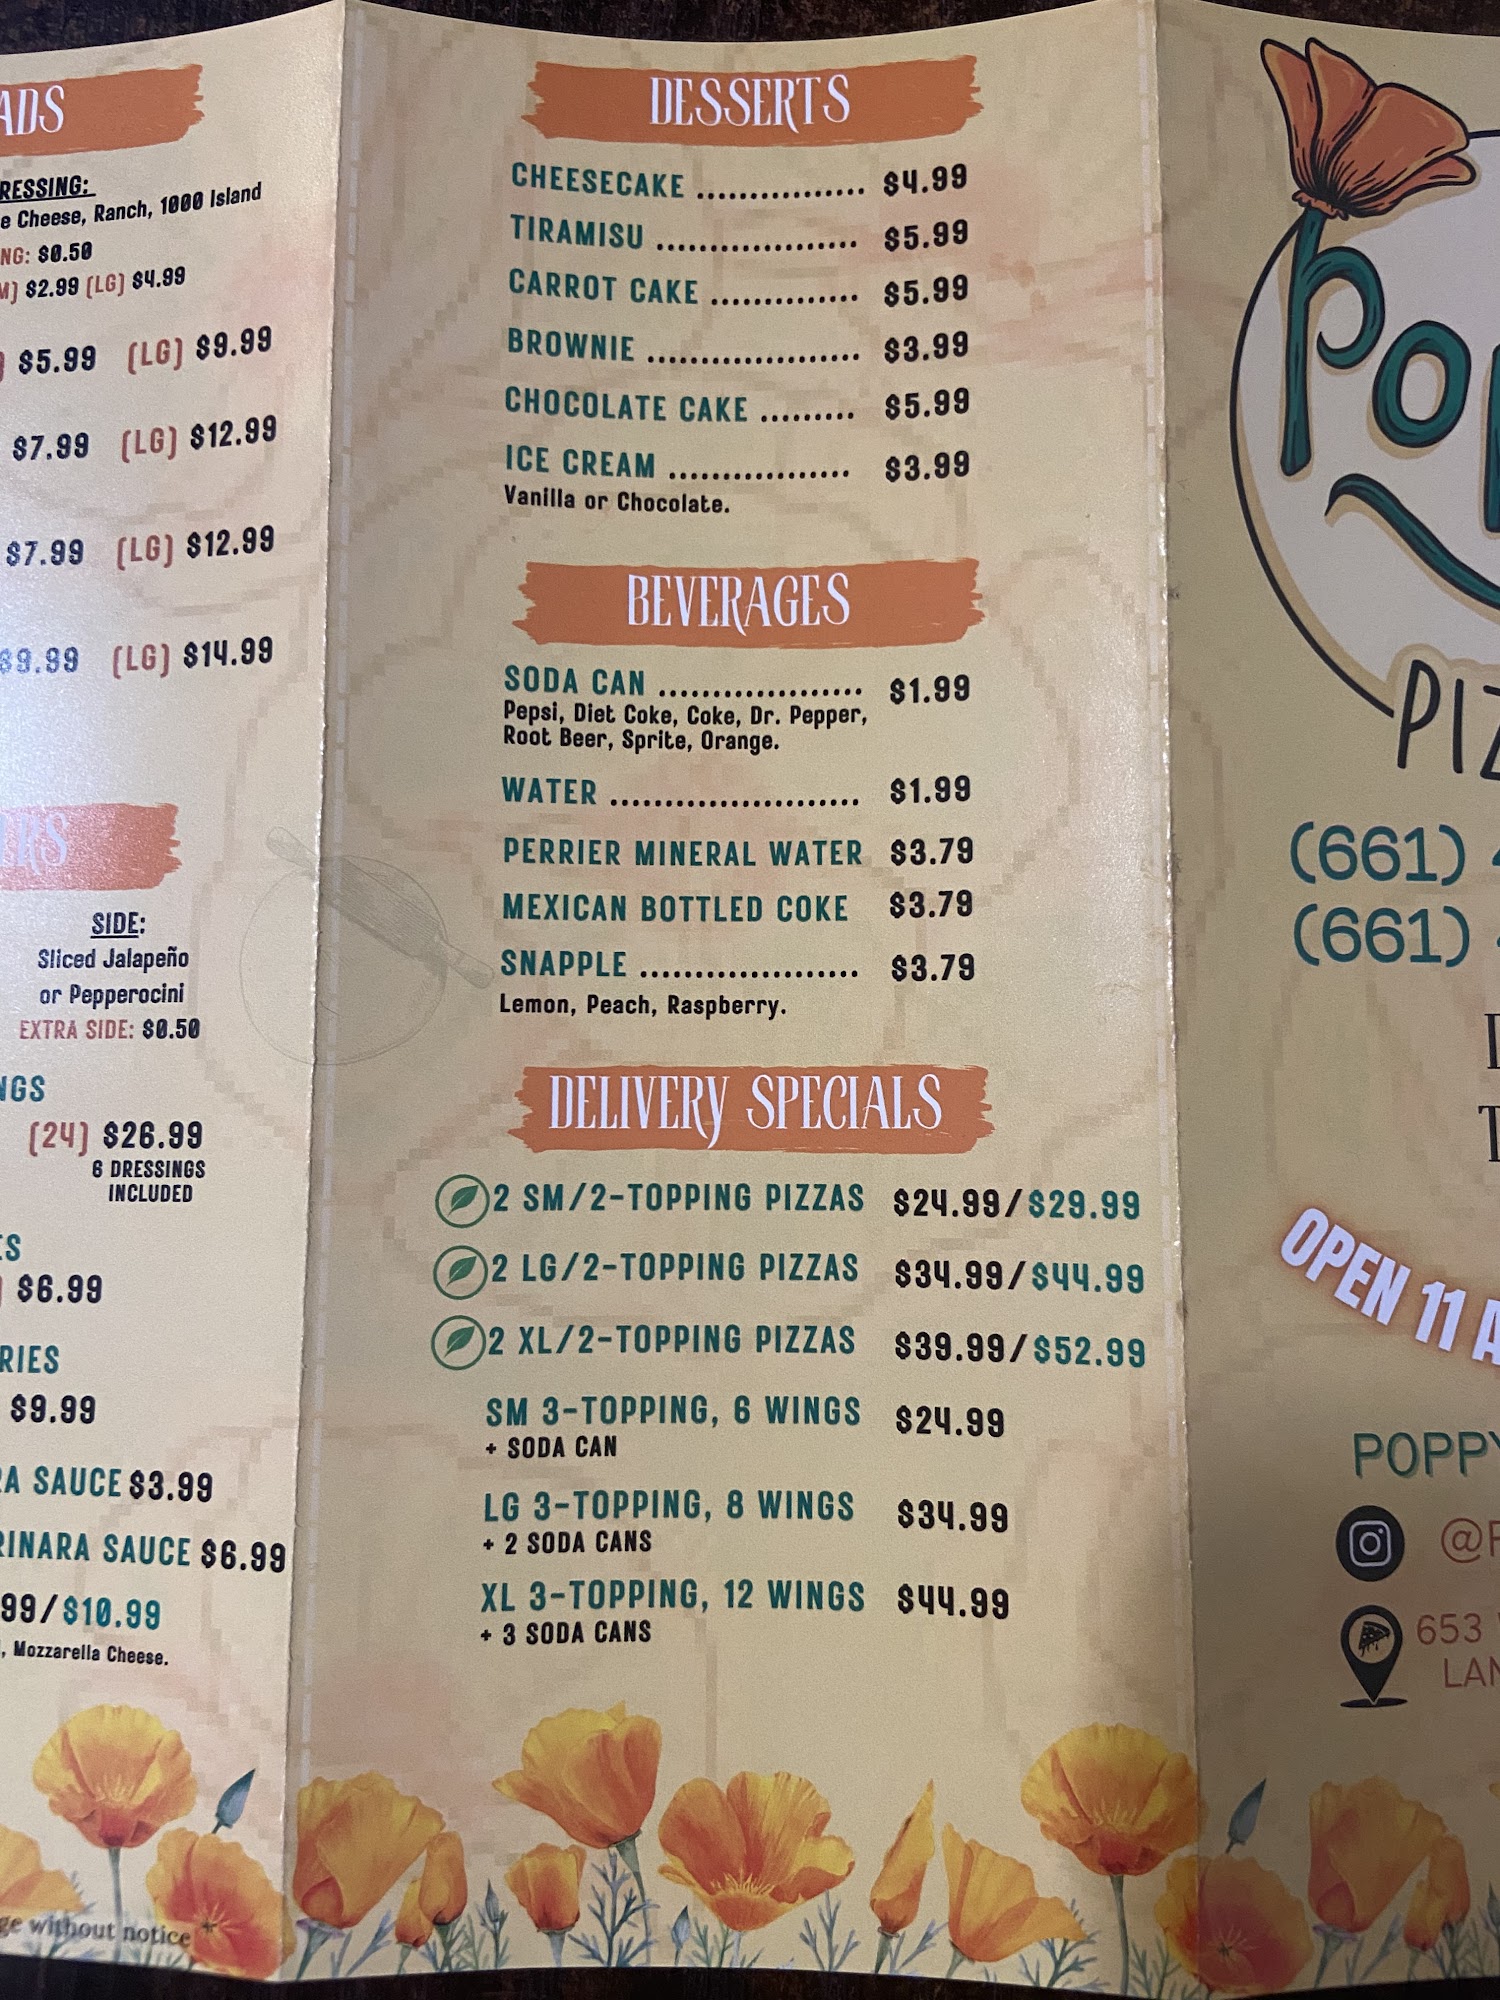 ADS
RESSING:
e Cheese, Ranch, 1000 Island
NG: $0.50
M) $2.99 (LG) $4.99
) $5.99 (LG) $9.99
$7.99 (LG) $12.99
$7.99 (LG) $12.99
$9.99 (LG) $14.99
SIDE:
Sliced Jalapeño
or Pepperocini
EXTRA SIDE: $0.50
NGS
(24) $26.99
6 DRESSINGS
INCLUDED
ES
) $6.99
RIES
$9.99
RA SAUCE $3.99
RINARA SAUCE $6.99
99/$10.99
, Mozzarella Cheese.
ge without notice
DESSERTS
CHEESECAKE ................ $4.99
TIRAMISU ................... $5.99
CARROT CAKE .............. $5.99
BROWNIE .................... $3.99
CHOCOLATE CAKE ......... $5.99
ICE CREAM ................. $3.99
Vanilla or Chocolate.
BEVERAGES
SODA CAN ................... $1.99
Pepsi, Diet Coke, Coke, Dr. Pepper,
Root Beer, Sprite, Orange.
WATER ....................... $1.99
PERRIER MINERAL WATER $3.79
MEXICAN BOTTLED COKE $3.79
SNAPPLE .................... $3.79
Lemon, Peach, Raspberry.
DELIVERY SPECIALS
2 SM/2-TOPPING PIZZAS $24.99/$29.99
2 LG/2-TOPPING PIZZAS $34.99/$44.99
2 XL/2-TOPPING PIZZAS $39.99/$52.99
SM 3-TOPPING, 6 WINGS $24.99
+ SODA CAN
LG 3-TOPPING, 8 WINGS $34.99
+ 2 SODA CANS
XL 3-TOPPING, 12 WINGS $44.99
+ 3 SODA CANS
Pop
PIZ
(661) 4
(661) 4
OPEN 11 A
POPPY
653
LAN